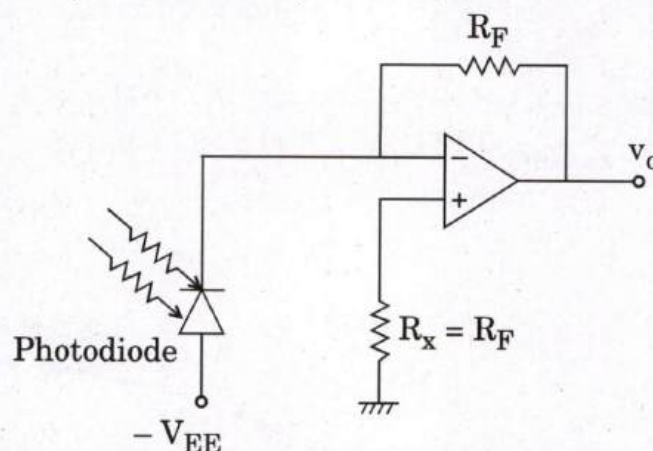 R_F
v_o
−
+
R_x = R_F
Photodiode
− V_EE